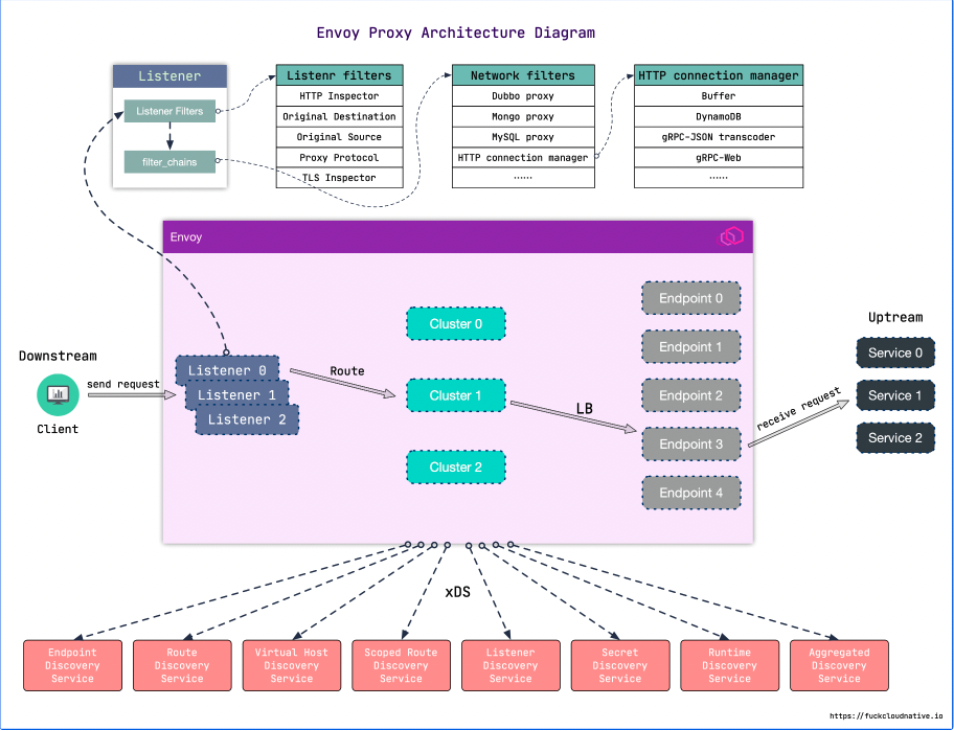 Envoy Proxy Architecture Diagram
Listener
Listener Filters
filter_chains
Listenr filters
HTTP Inspector
Original Destination
Original Source
Proxy Protocol
TLS Inspector
Network filters
Dubbo proxy
Mongo proxy
MySQL proxy
HTTP connection manager
......
HTTP connection manager
Buffer
DynamoDB
gRPC-JSON transcoder
gRPC-Web
......
Envoy
Downstream
Client
send request
Listener 0
Listener 1
Listener 2
Route
Cluster 0
Cluster 1
Cluster 2
LB
Endpoint 0
Endpoint 1
Endpoint 2
Endpoint 3
Endpoint 4
receive request
Uptream
Service 0
Service 1
Service 2
xDS
Endpoint
Discovery
Service
Route
Discovery
Service
Virtual Host
Discovery
Service
Scoped Route
Discovery
Service
Listener
Discovery
Service
Secret
Discovery
Service
Runtime
Discovery
Service
Aggregated
Discovery
Service
https://fuckcloudnative.io